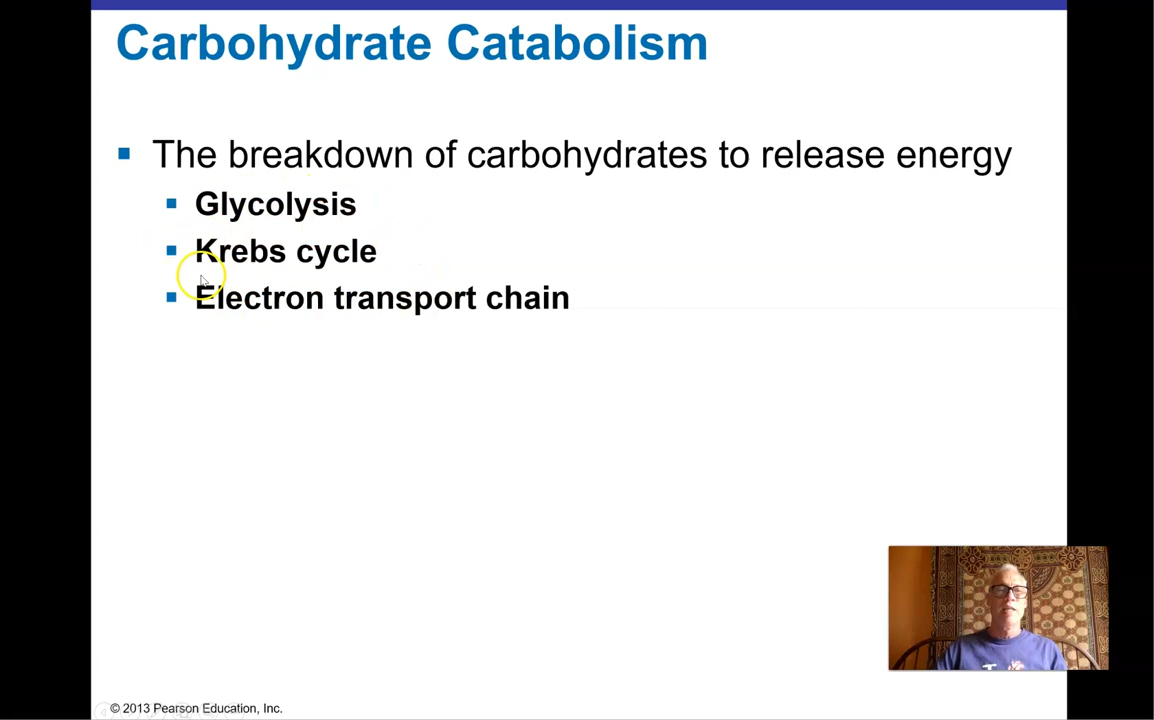 Carbohydrate Catabolism
The breakdown of carbohydrates to release energy
Glycolysis
Krebs cycle
Electron transport chain
© 2013 Pearson Education, Inc.